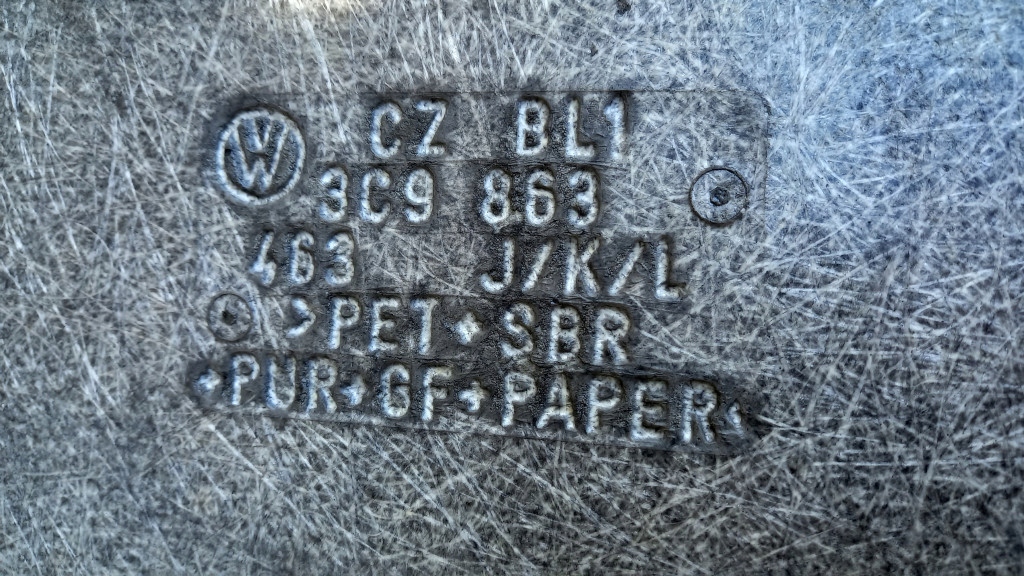 CZ BL1
3C9 863
463 J/K/L
>PET+SBR
+PUR+GF+PAPER<